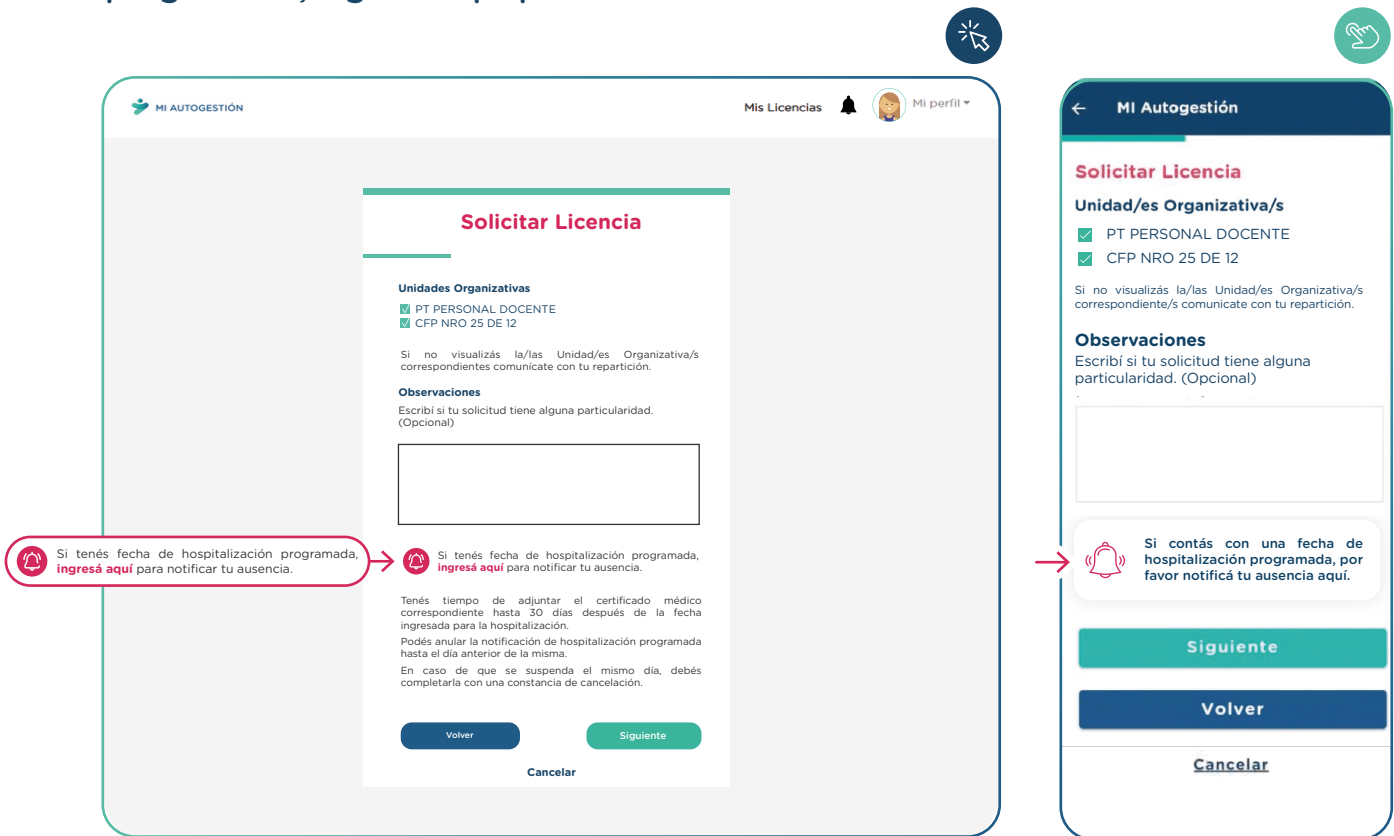 MI AUTOGESTIÓN
Mis Licencias
Mi perfil
Solicitar Licencia
Unidades Organizativas
PT PERSONAL DOCENTE
CFP NRO 25 DE 12
Si no visualizás la/las Unidad/es Organizativa/s
correspondientes comunícate con tu repartición.
Observaciones
Escribí si tu solicitud tiene alguna particularidad.
(Opcional)
Si tenés fecha de hospitalización programada,
ingresá aquí para notificar tu ausencia.
Si tenés fecha de hospitalización programada,
ingresá aquí para notificar tu ausencia.
Tenés tiempo de adjuntar el certificado médico
correspondiente hasta 30 días después de la fecha
ingresada para la hospitalización.
Podés anular la notificación de hospitalización programada
hasta el día anterior de la misma.
En caso de que se suspenda el mismo día, debés
completarla con una constancia de cancelación.
Volver
Siguiente
Cancelar
MI Autogestión
Solicitar Licencia
Unidad/es Organizativa/s
PT PERSONAL DOCENTE
CFP NRO 25 DE 12
Si no visualizás la/las Unidad/es Organizativa/s
correspondiente/s comunicate con tu repartición.
Observaciones
Escribí si tu solicitud tiene alguna
particularidad. (Opcional)
Si contás con una fecha de
hospitalización programada, por
favor notificá tu ausencia aquí.
Siguiente
Volver
Cancelar